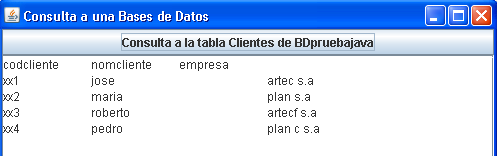 Consulta a una Bases de Datos
Consulta a la tabla Clientes de BDpruebajava
codcliente nomcliente empresa
xx1 jose artec s.a
xx2 maria plan s.a
xx3 roberto artecf s.a
xx4 pedro plan c s.a